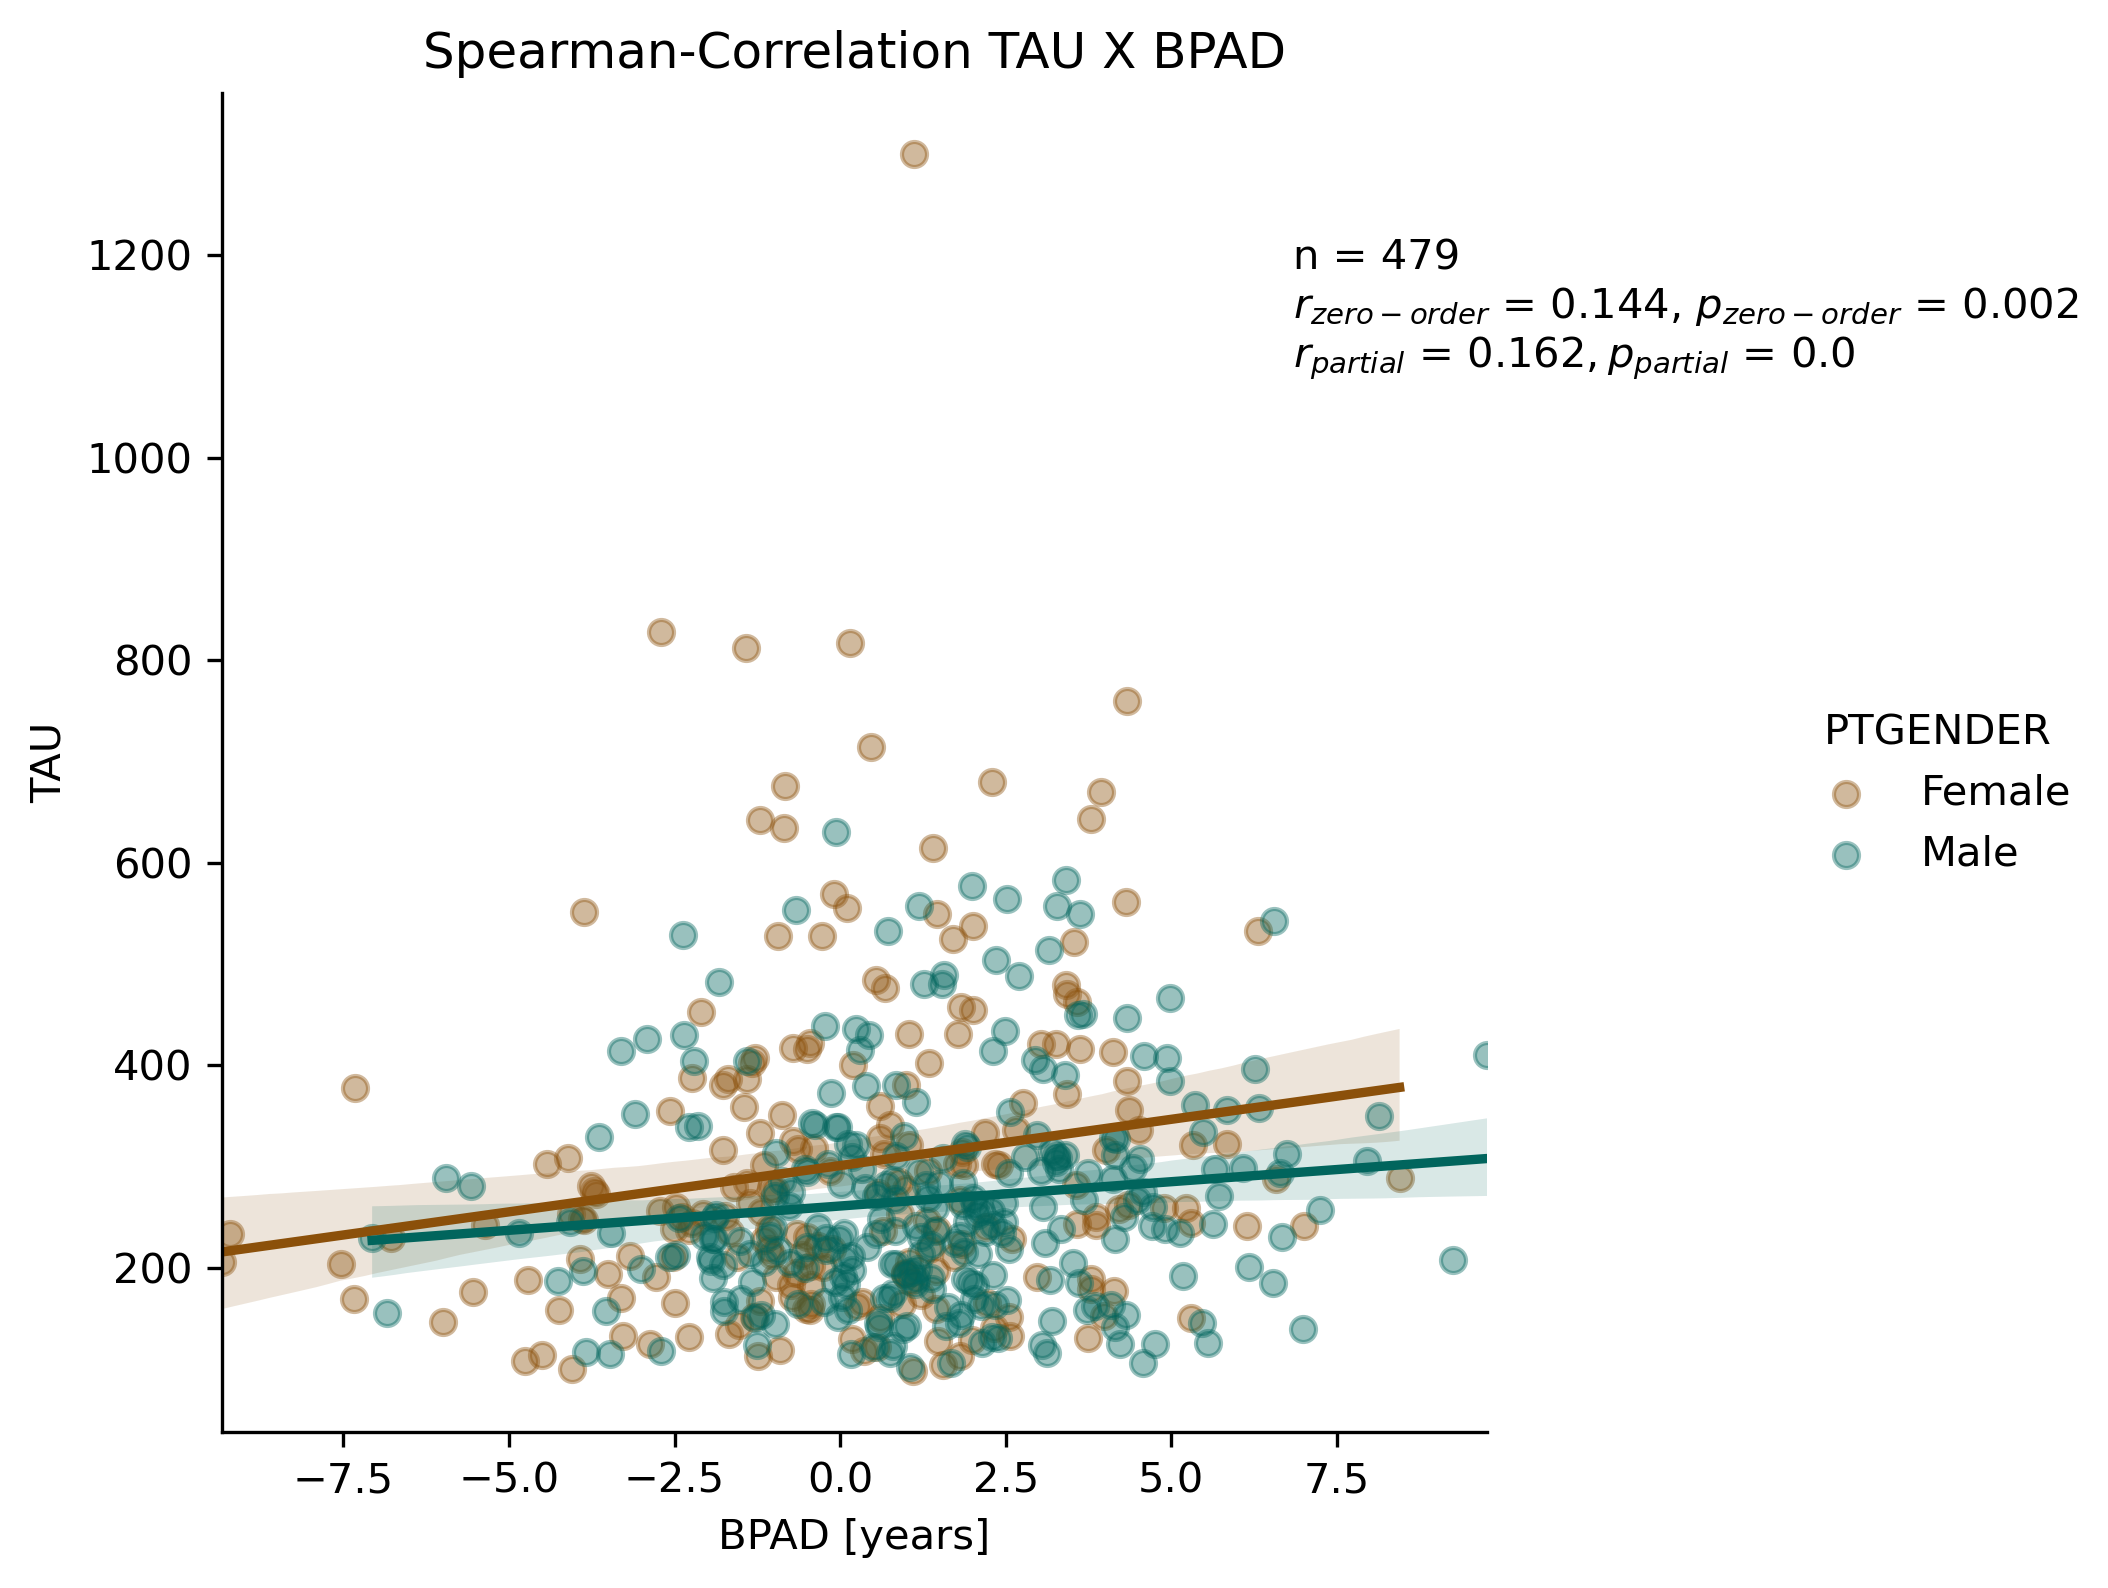 Spearman-Correlation TAU X BPAD
1200
1000
800
600
400
200
TAU
n = 479
r_zero−order = 0.144, p_zero−order = 0.002
r_partial = 0.162, p_partial = 0.0
PTGENDER
Female
Male
−7.5 −5.0 −2.5 0.0 2.5 5.0 7.5
BPAD [years]